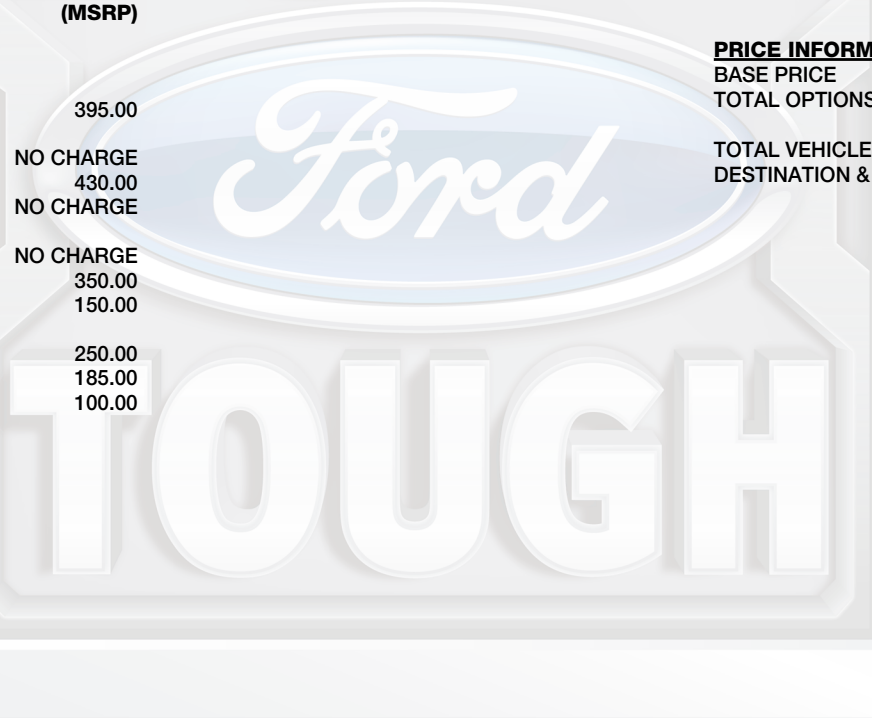 (MSRP)
395.00
NO CHARGE
430.00
NO CHARGE
NO CHARGE
350.00
150.00
250.00
185.00
100.00
PRICE INFORM
BASE PRICE
TOTAL OPTIONS
TOTAL VEHICLE
DESTINATION &
Ford
TOUGH